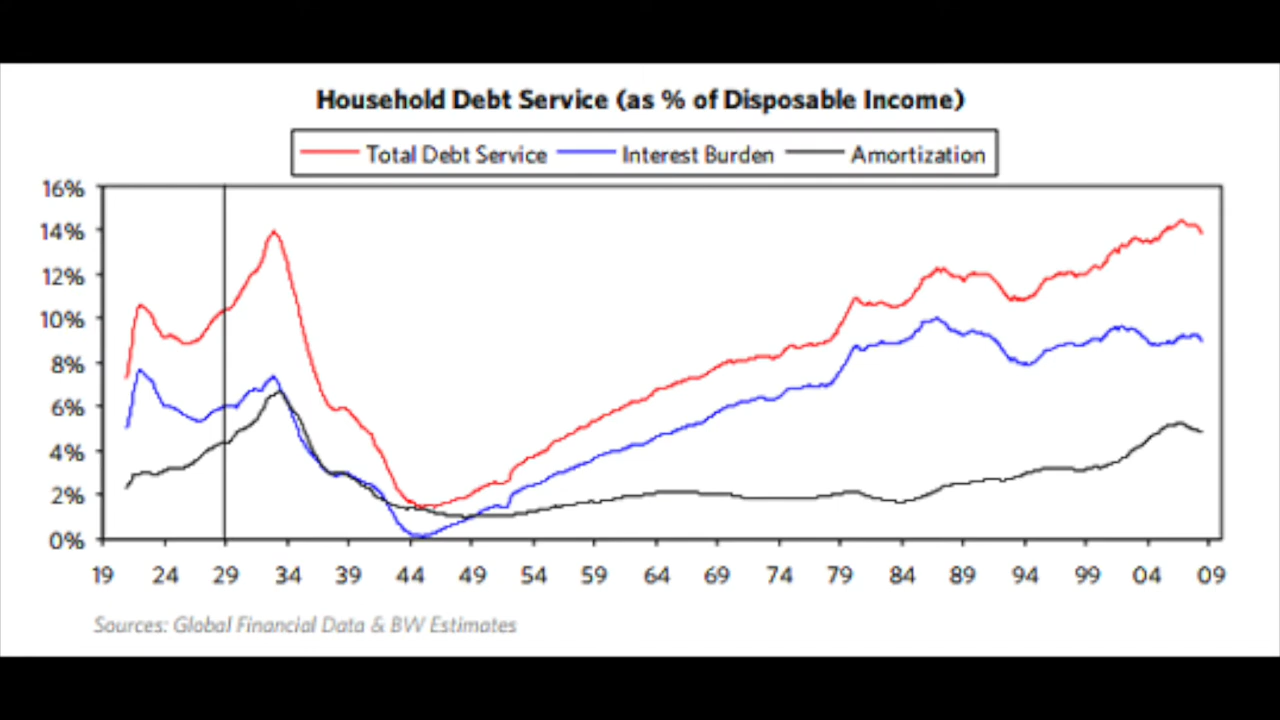 Household Debt Service (as % of Disposable Income)
Total Debt Service Interest Burden Amortization
16%
14%
12%
10%
8%
6%
4%
2%
0%
19 24 29 34 39 44 49 54 59 64 69 74 79 84 89 94 99 04 09
Sources: Global Financial Data & BW Estimates